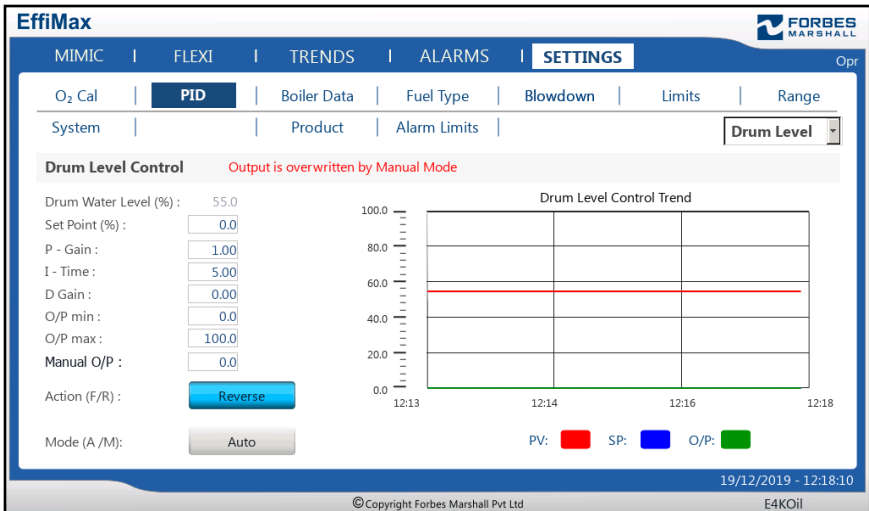 EffiMax
FORBES
MARSHALL
MIMIC | FLEXI | TRENDS | ALARMS | SETTINGS
Opr
O₂ Cal | PID | Boiler Data | Fuel Type | Blowdown | Limits | Range
System | | Product | Alarm Limits |
Drum Level
Drum Level Control Output is overwritten by Manual Mode
Drum Water Level (%) : 55.0
Set Point (%) : 0.0
P - Gain : 1.00
I - Time : 5.00
D Gain : 0.00
O/P min : 0.0
O/P max : 100.0
Manual O/P : 0.0
Action (F/R) : Reverse
Mode (A /M): Auto
Drum Level Control Trend
100.0
80.0
60.0
40.0
20.0
0.0
12:13 12:14 12:16 12:18
PV: SP: O/P:
19/12/2019 - 12:18:10
© Copyright Forbes Marshall Pvt Ltd
E4KOil